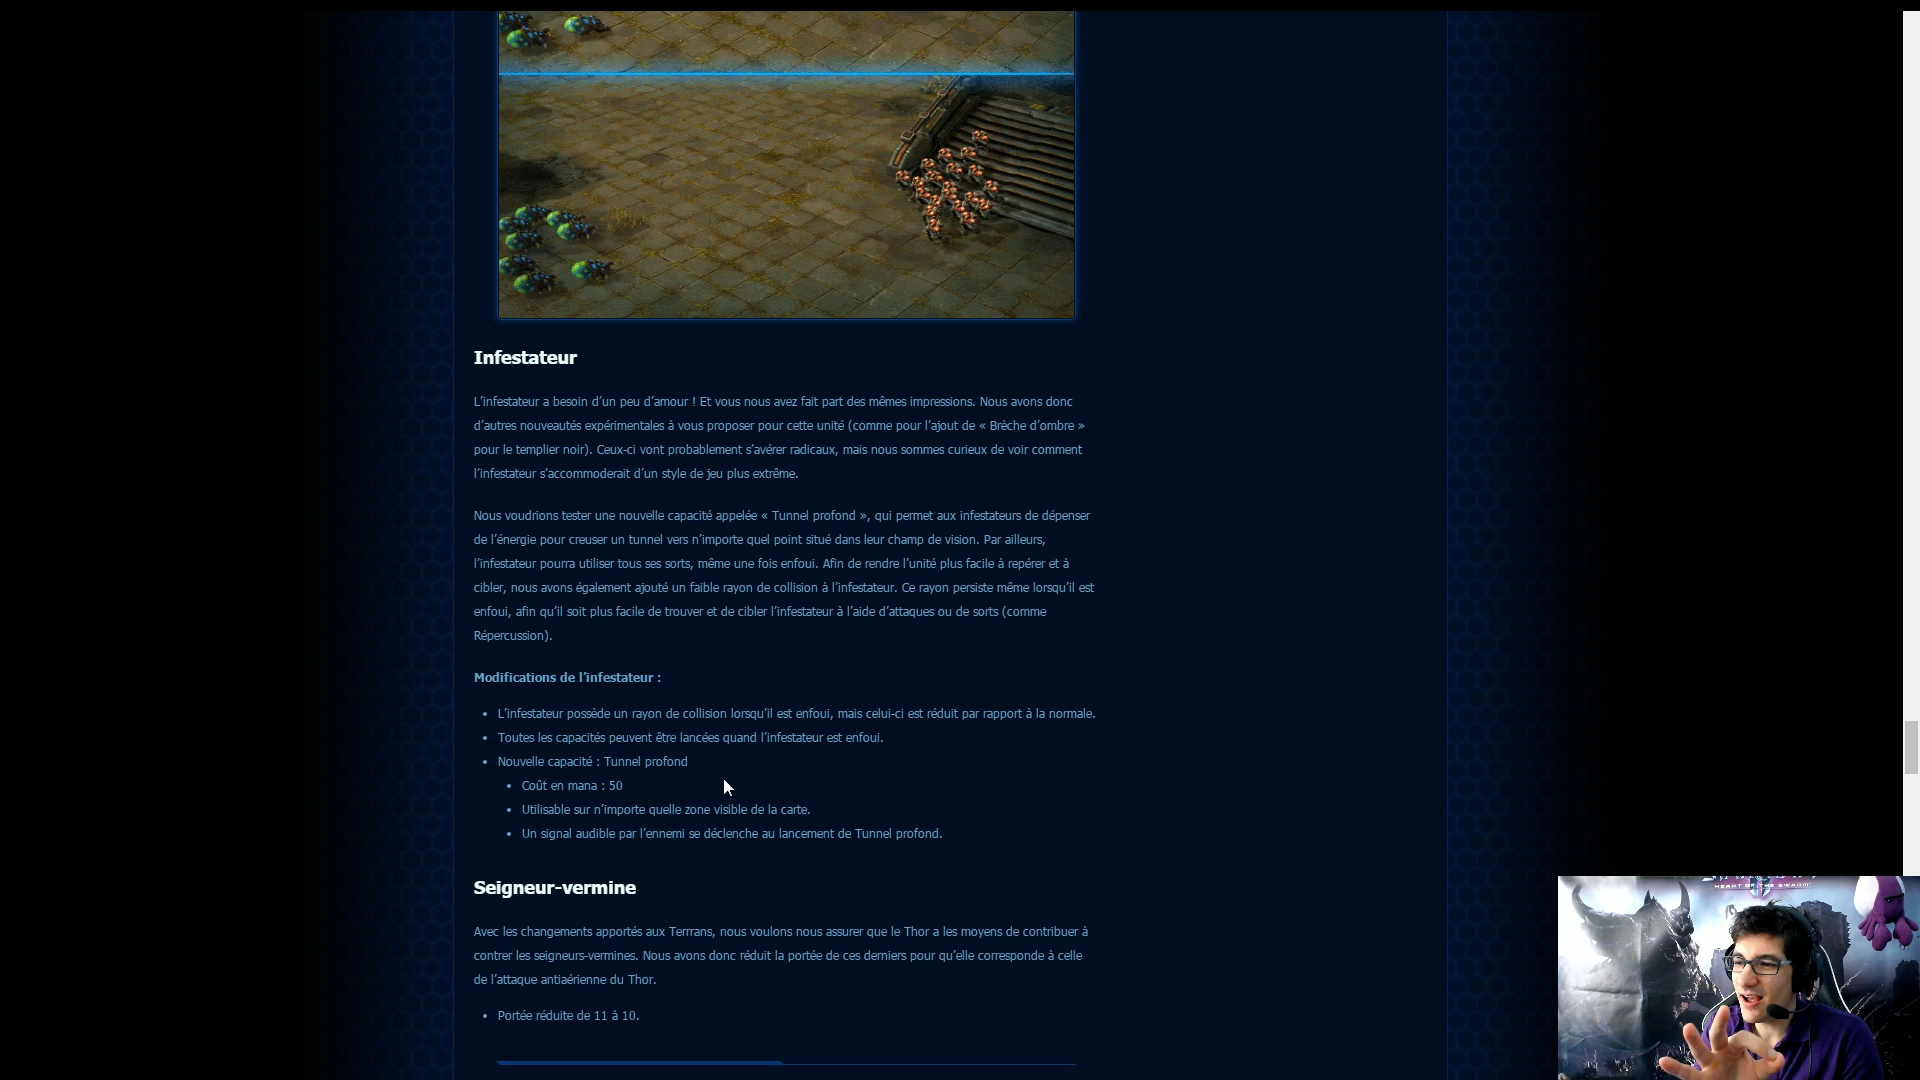 Infestateur
L’infestateur a besoin d’un peu d’amour ! Et vous nous avez fait part des mêmes impressions. Nous avons donc
d’autres nouveautés expérimentales à vous proposer pour cette unité (comme pour l’ajout de « Brèche d’ombre »
pour le templier noir). Ceux-ci vont probablement s’avérer radicaux, mais nous sommes curieux de voir comment
l’infestateur s’accommoderait d’un style de jeu plus extrême.
Nous voudrions tester une nouvelle capacité appelée « Tunnel profond », qui permet aux infestateurs de dépenser
de l’énergie pour creuser un tunnel vers n’importe quel point situé dans leur champ de vision. Par ailleurs,
l’infestateur pourra utiliser tous ses sorts, même une fois enfoui. Afin de rendre l’unité plus facile à repérer et à
cibler, nous avons également ajouté un faible rayon de collision à l’infestateur. Ce rayon persiste même lorsqu’il est
enfoui, afin qu’il soit plus facile de trouver et de cibler l’infestateur à l’aide d’attaques ou de sorts (comme
Répercussion).
Modifications de l’infestateur :
• L’infestateur possède un rayon de collision lorsqu’il est enfoui, mais celui-ci est réduit par rapport à la normale.
• Toutes les capacités peuvent être lancées quand l’infestateur est enfoui.
• Nouvelle capacité : Tunnel profond
• Coût en mana : 50
• Utilisable sur n’importe quelle zone visible de la carte.
• Un signal audible par l’ennemi se déclenche au lancement de Tunnel profond.
Seigneur-vermine
Avec les changements apportés aux Terrrans, nous voulons nous assurer que le Thor a les moyens de contribuer à
contrer les seigneurs-vermines. Nous avons donc réduit la portée de ces derniers pour qu’elle corresponde à celle
de l’attaque antiaérienne du Thor.
• Portée réduite de 11 à 10.
HEART OF THE SWARM